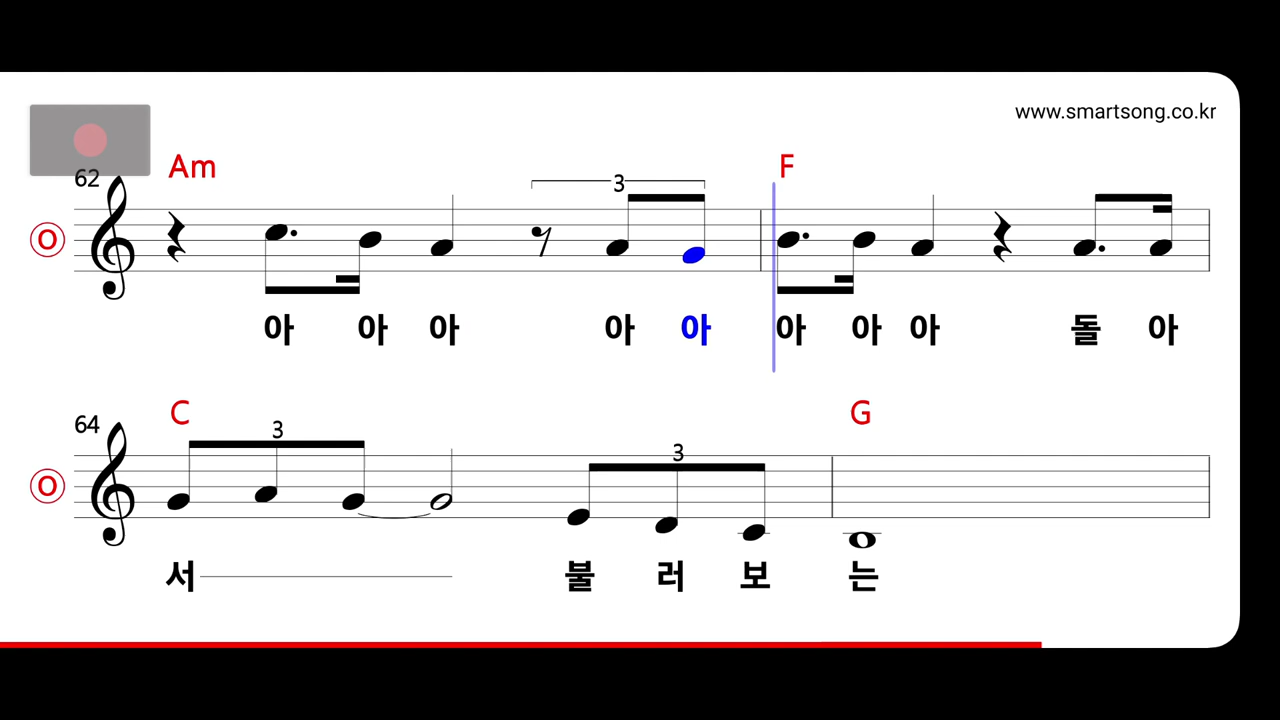 www.smartsong.co.kr
62 Am F
3
O
아 아 아 아 아 아 아 아 돌 아
64 C G
3 3
O
서 불 러 보 는